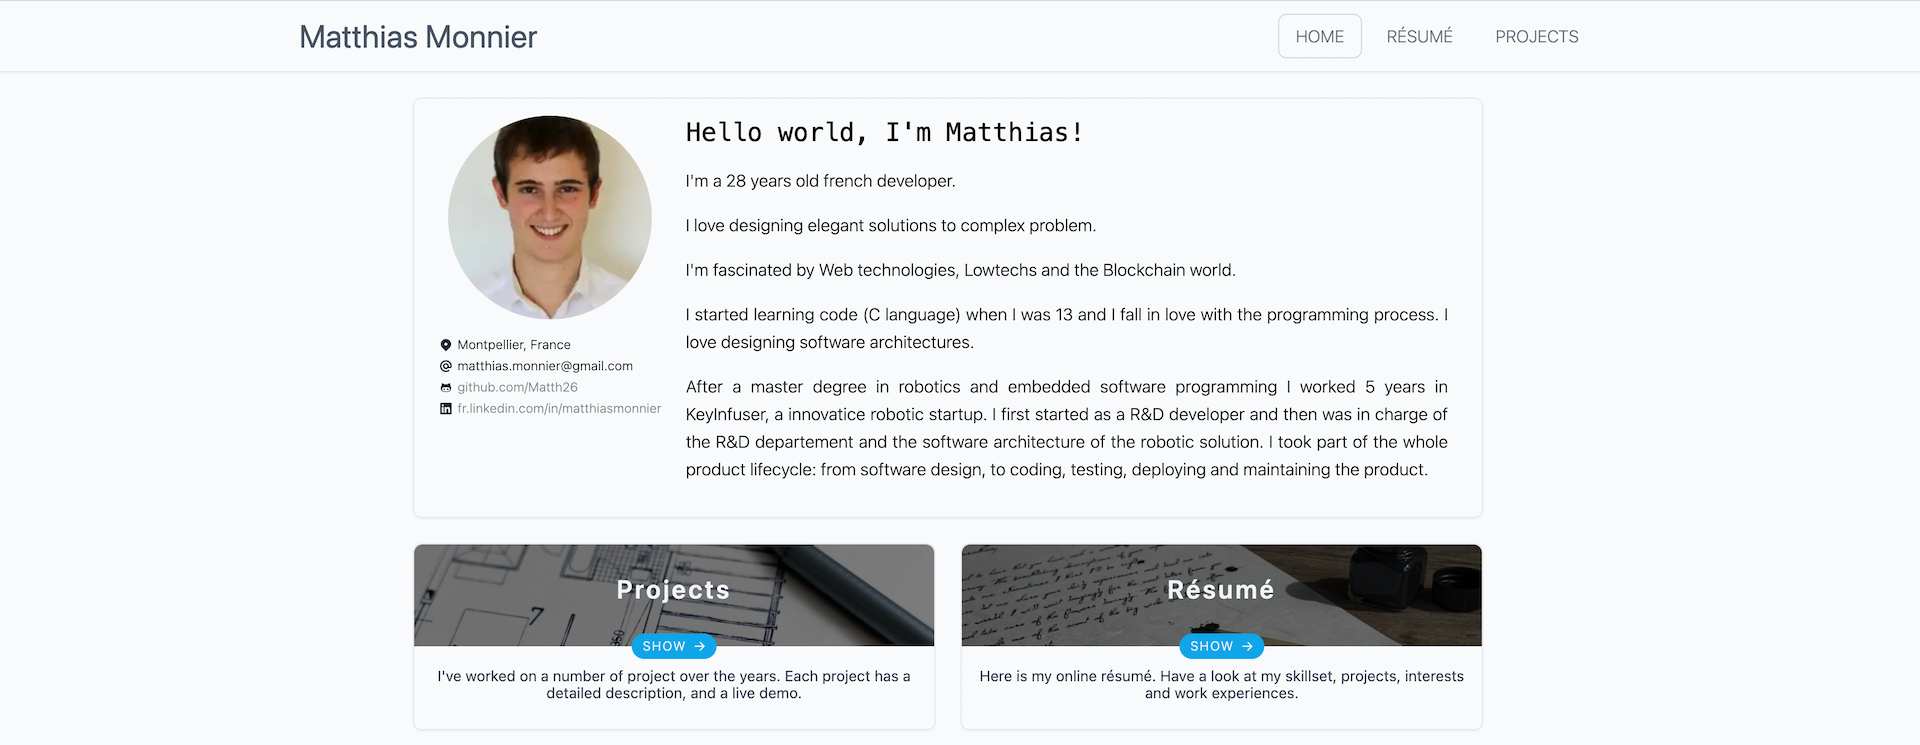 Matthias Monnier
HOME
RÉSUMÉ
PROJECTS
Hello world, I'm Matthias!
I'm a 28 years old french developer.
I love designing elegant solutions to complex problem.
I'm fascinated by Web technologies, Lowtechs and the Blockchain world.
I started learning code (C language) when I was 13 and I fall in love with the programming process. I
love designing software architectures.
After a master degree in robotics and embedded software programming I worked 5 years in
KeyInfuser, a innovatice robotic startup. I first started as a R&D developer and then was in charge of
the R&D departement and the software architecture of the robotic solution. I took part of the whole
product lifecycle: from software design, to coding, testing, deploying and maintaining the product.
Montpellier, France
matthias.monnier@gmail.com
github.com/Matth26
fr.linkedin.com/in/matthiasmonnier
Projects
7
SHOW →
I've worked on a number of project over the years. Each project has a
detailed description, and a live demo.
Résumé
SHOW →
Here is my online résumé. Have a look at my skillset, projects, interests
and work experiences.